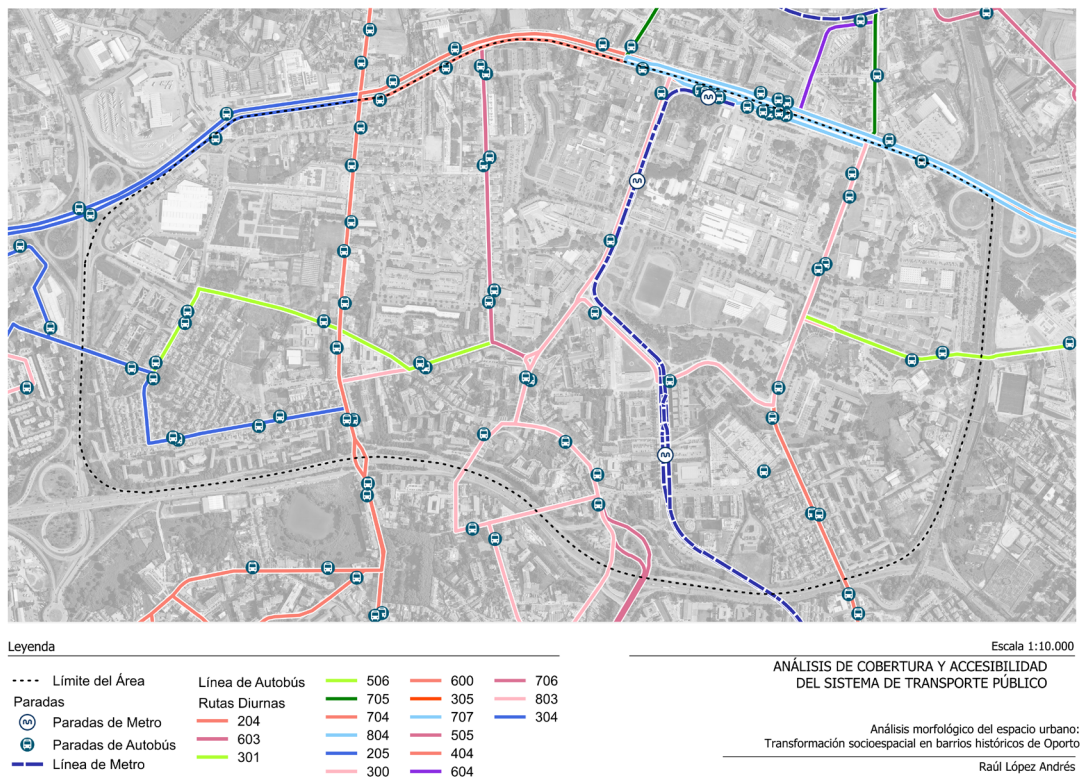 Leyenda
Límite del Área
Paradas
Paradas de Metro
Paradas de Autobús
Línea de Metro
Línea de Autobús
Rutas Diurnas
204
603
301
506
705
704
804
205
300
600
305
707
505
404
604
706
803
304
Escala 1:10.000
ANÁLISIS DE COBERTURA Y ACCESIBILIDAD
DEL SISTEMA DE TRANSPORTE PÚBLICO
Análisis morfológico del espacio urbano:
Transformación socioespacial en barrios históricos de Oporto
Raúl López Andrés